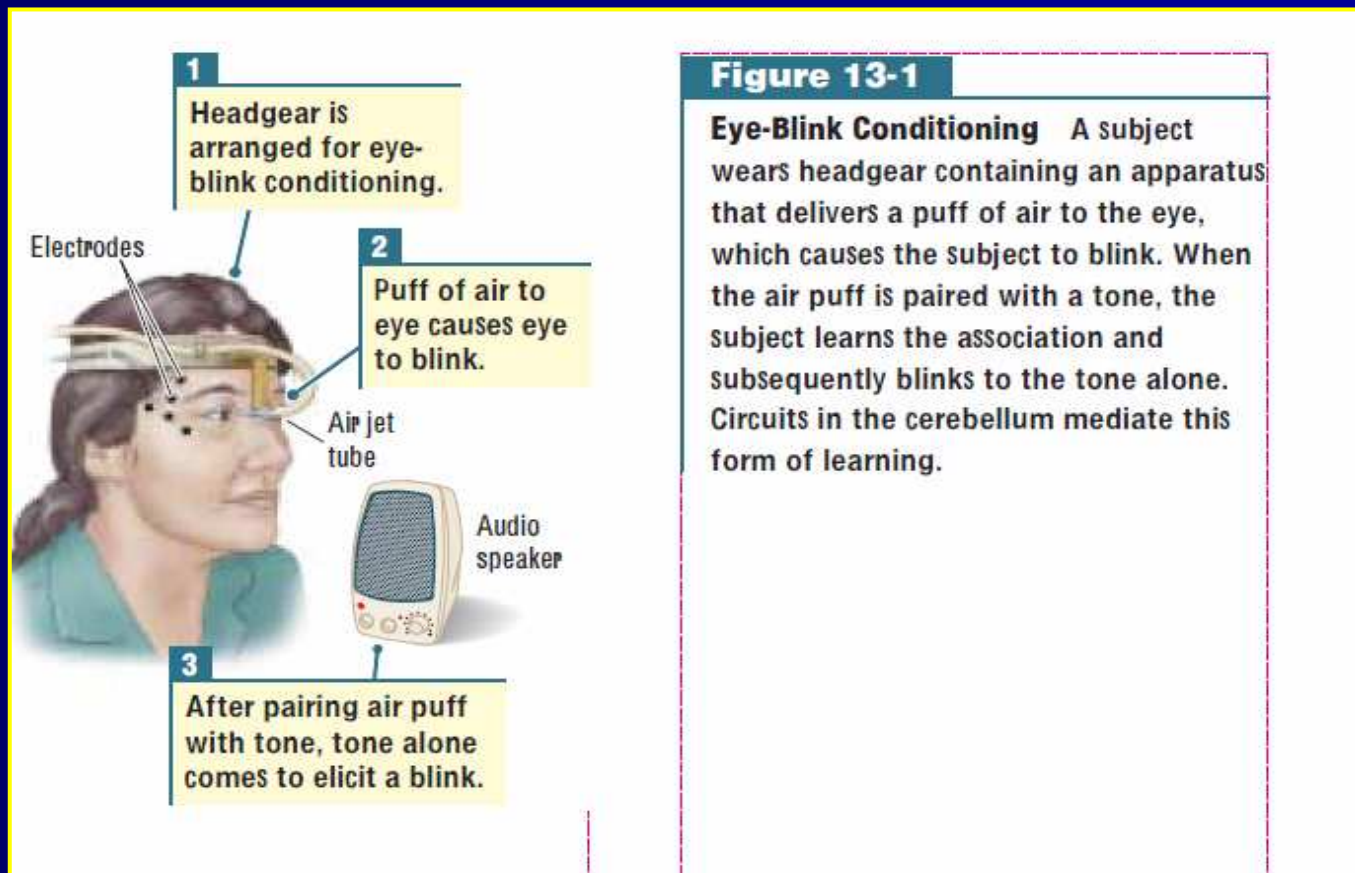 1
Headgear is
arranged for eye-
blink conditioning.
Electrodes
2
Puff of air to
eye causes eye
to blink.
Air jet
tube
Audio
speaker
3
After pairing air puff
with tone, tone alone
comes to elicit a blink.
Figure 13-1
Eye-Blink Conditioning A subject
wears headgear containing an apparatus
that delivers a puff of air to the eye,
which causes the subject to blink. When
the air puff is paired with a tone, the
subject learns the association and
subsequently blinks to the tone alone.
Circuits in the cerebellum mediate this
form of learning.